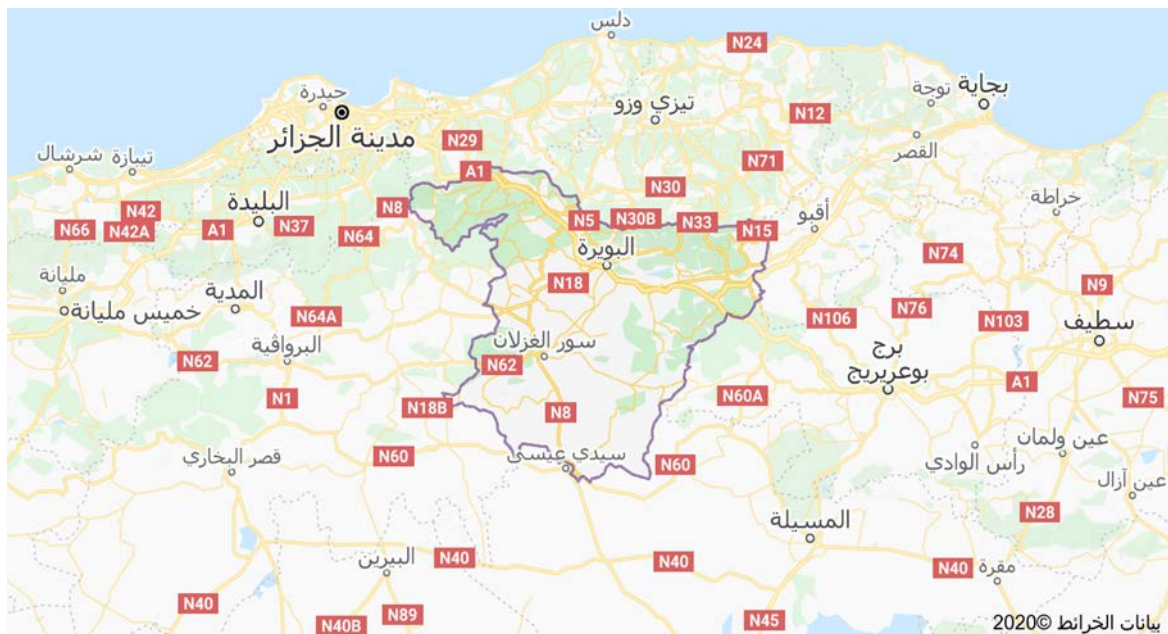 دلس
N24
حيدرة
تيزي وزو
توجة
بجاية
مدينة الجزائر
N12
N29
القصر
شرشال
تيبازة
A1
N71
N30
خراطة
البليدة
N42
N8
N5
N30B
N33
أقبو
N66
N42A
A1
N37
N64
N15
البويرة
N74
مليانة
N18
N9
المدية
خميس مليانة
N64A
N106
N76
N103
سطيف
البرواقية
سور الغزلان
برج
بوعريريج
N62
N62
A1
N1
N18B
N8
N60A
N75
عين ولمان
قصر البخاري
N60
سيدي عيسى
N60
رأس الوادي
عين آزال
N28
المسيلة
البيرين
N40
N40
N40
مقرة
N40
N40B
N89
N45
بيانات الخرائط ©2020